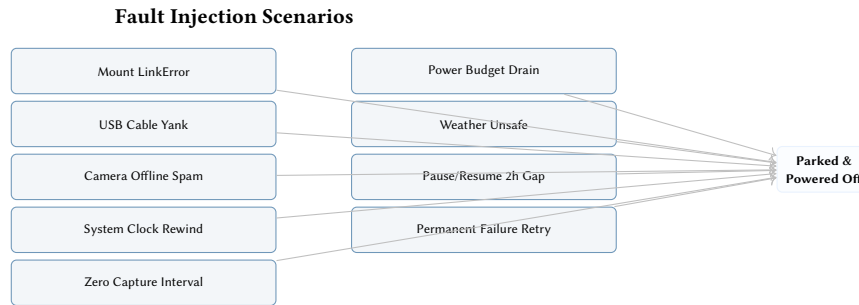 Fault Injection Scenarios
Mount LinkError
USB Cable Yank
Camera Offline Spam
System Clock Rewind
Zero Capture Interval
Power Budget Drain
Weather Unsafe
Pause/Resume 2h Gap
Permanent Failure Retry
Parked &
Powered Off